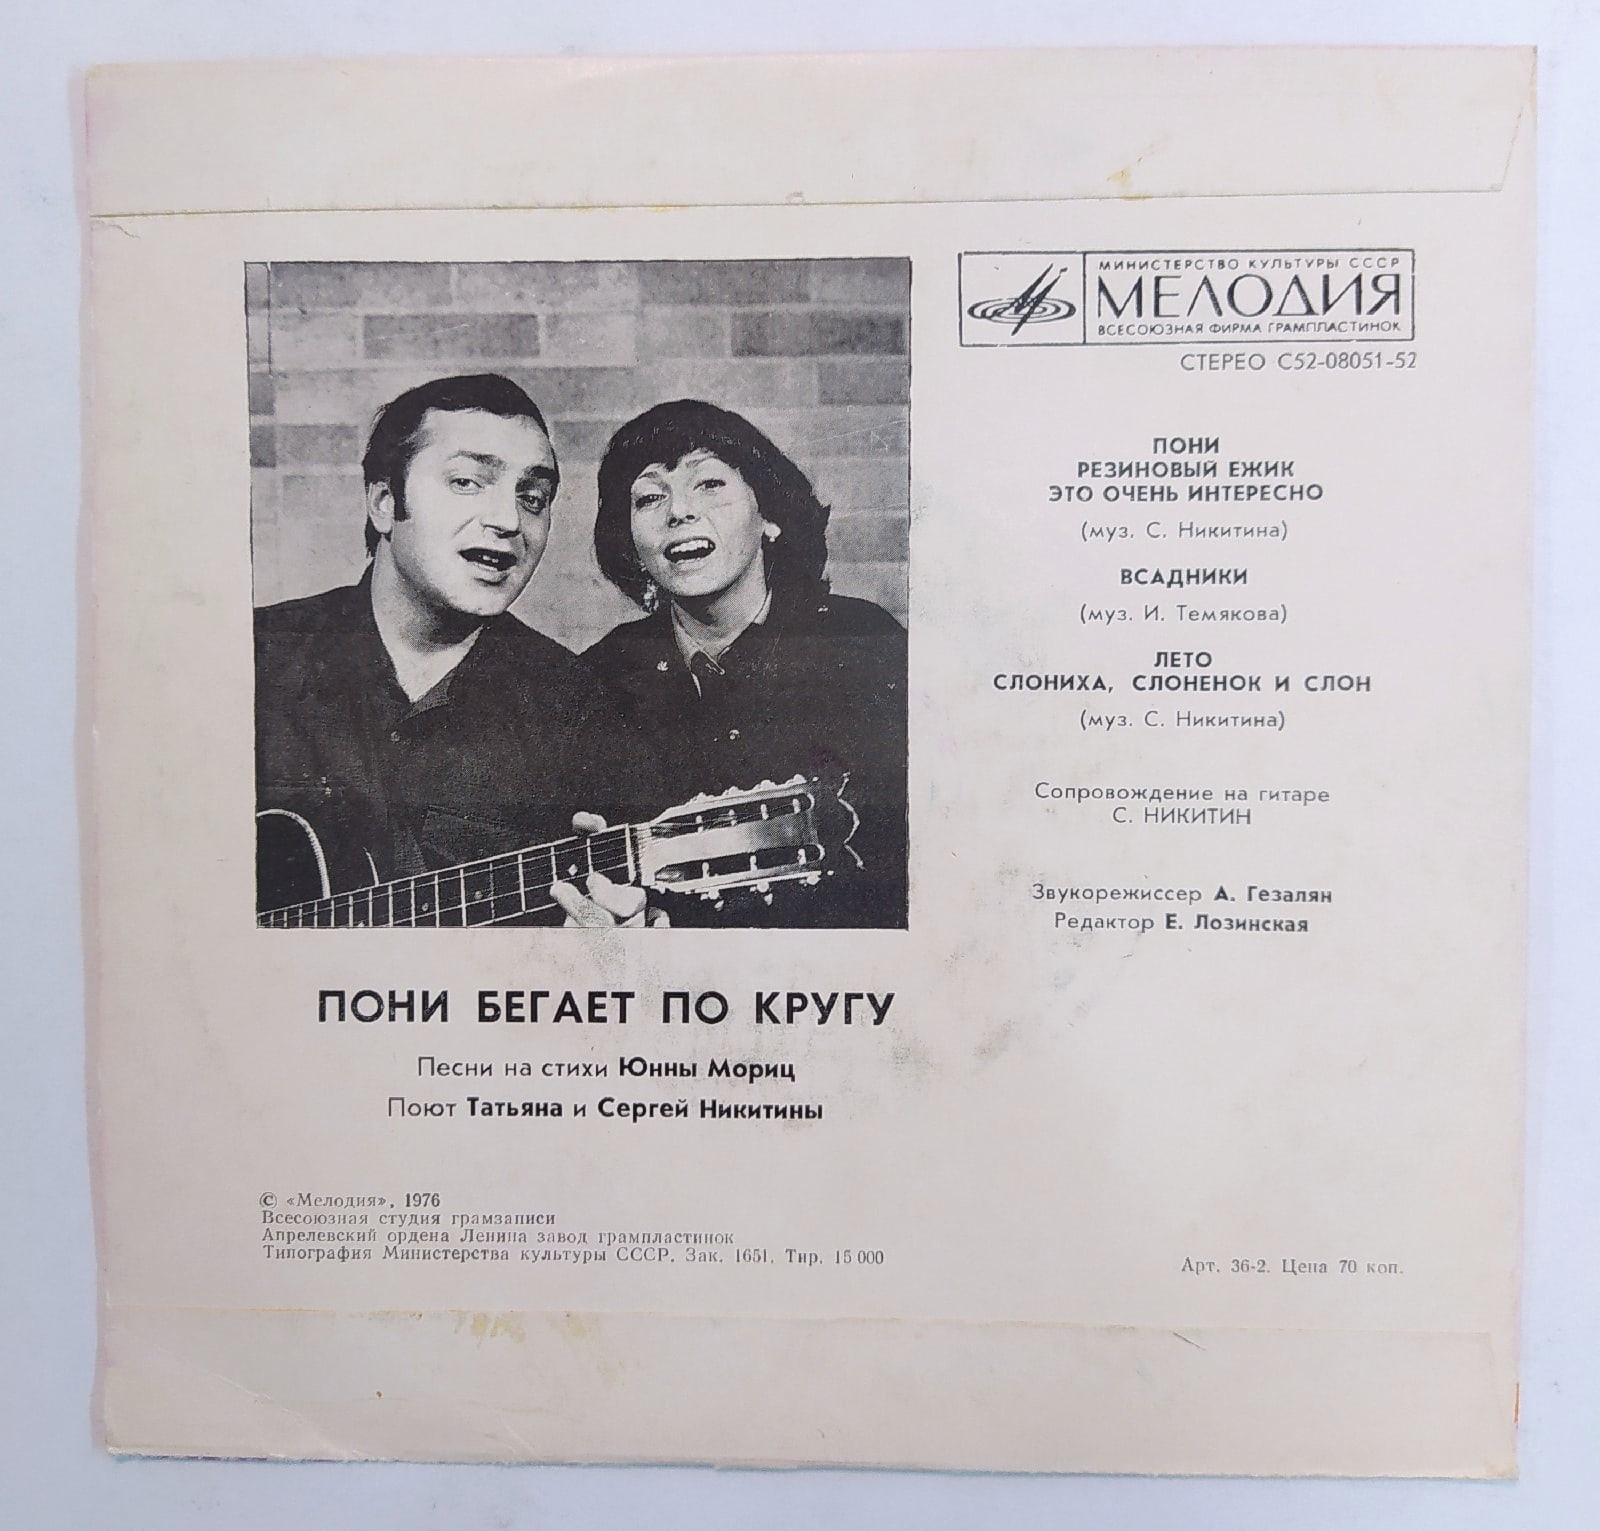 МИНИСТЕРСТВО КУЛЬТУРЫ СССР
МЕЛОДИЯ
ВСЕСОЮЗНАЯ ФИРМА ГРАМПЛАСТИНОК
СТЕРЕО С52-08051-52
ПОНИ
РЕЗИНОВЫЙ ЕЖИК
ЭТО ОЧЕНЬ ИНТЕРЕСНО
(муз. С. Никитина)
ВСАДНИКИ
(муз. И. Темякова)
ЛЕТО
СЛОНИХА, СЛОНЕНОК И СЛОН
(муз. С. Никитина)
Сопровождение на гитаре
С. НИКИТИН
Звукорежиссер А. Гезалян
Редактор Е. Лозинская
ПОНИ БЕГАЕТ ПО КРУГУ
Песни на стихи Юнны Мориц
Поют Татьяна и Сергей Никитины
© «Мелодия», 1976
Всесоюзная студия грамзаписи
Апрелевский ордена Ленина завод грампластинок
Типография Министерства культуры СССР. Зак. 1651. Тир. 15 000
Арт. 36-2. Цена 70 коп.